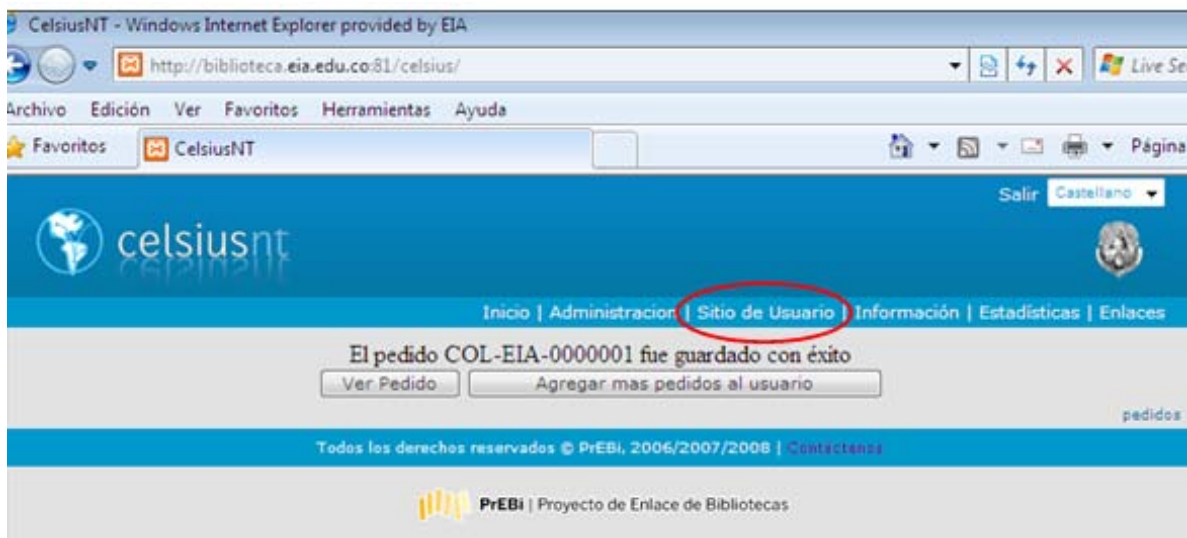 CelsiusNT - Windows Internet Explorer provided by EIA
http://biblioteca.eia.edu.co:81/celsius/
Live Se
Archivo Edición Ver Favoritos Herramientas Ayuda
Favoritos CelsiusNT Página
Salir Castellano
celsiusnt
Inicio | Administracion | Sitio de Usuario | Información | Estadísticas | Enlaces
El pedido COL-EIA-0000001 fue guardado con éxito
Ver Pedido Agregar mas pedidos al usuario
pedidos
Todos los derechos reservados © PrEBi, 2006/2007/2008 | Contactenos
PrEBi | Proyecto de Enlace de Bibliotecas